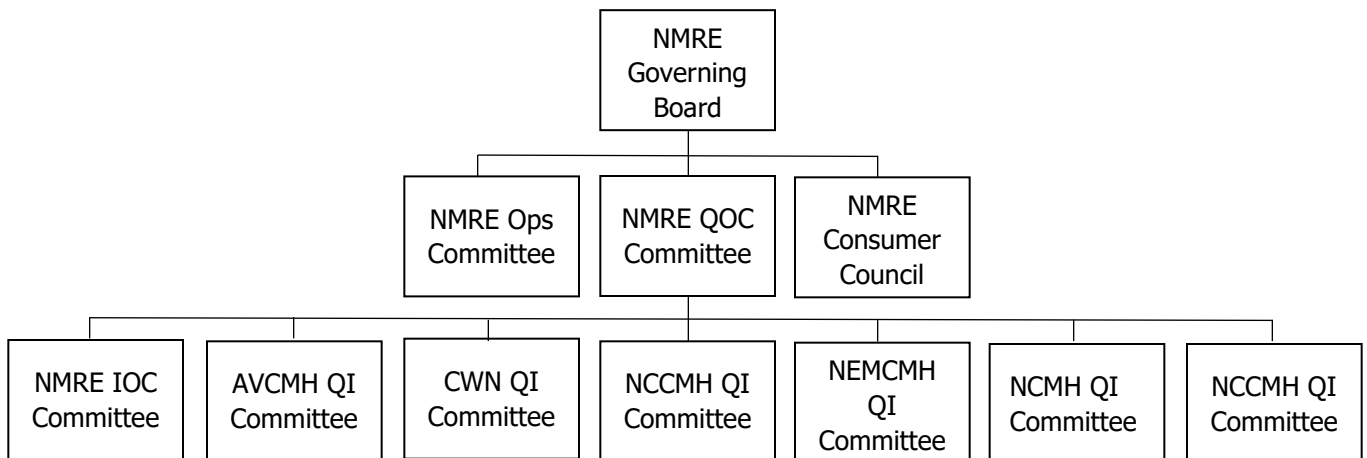 NMRE
Governing
Board
NMRE Ops
Committee
NMRE QOC
Committee
NMRE
Consumer
Council
NMRE IOC
Committee
AVCMH QI
Committee
CWN QI
Committee
NCCMH QI
Committee
NEMCMH
QI
Committee
NCMH QI
Committee
NCCMH QI
Committee